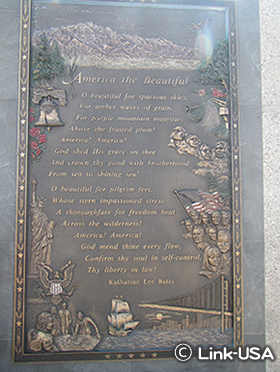 America the Beautiful
O beautiful for spacious skies,
For amber waves of grain,
For purple mountain majesties
Above the fruited plain!
America! America!
God shed His grace on thee
And crown thy good with brotherhood
From sea to shining sea!
O beautiful for pilgrim feet,
Whose stern impassioned stress
A thoroughfare for freedom beat
Across the wilderness!
America! America!
God mend thine every flaw,
Confirm thy soul in self-control,
Thy liberty in law!
Katharine Lee Bates
© Link-USA